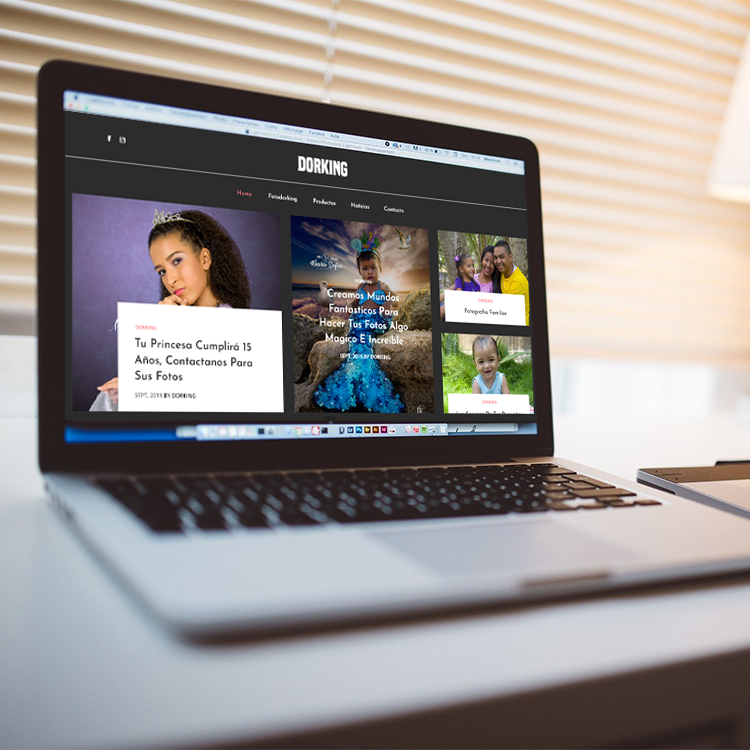 DORKING
Home Fotodorking Productos Noticias Contacto
DORKING
Tu Princesa Cumplirá 15
Años, Contactanos Para
Sus Fotos
SEPT, 2019 BY DORKING
DORKING
Creamos Mundos
Fantasticos Para
Hacer Tus Fotos Algo
Magico E Increible
SEPT, 2019 BY DORKING
DORKING
Fotografia Familiar
DORKING